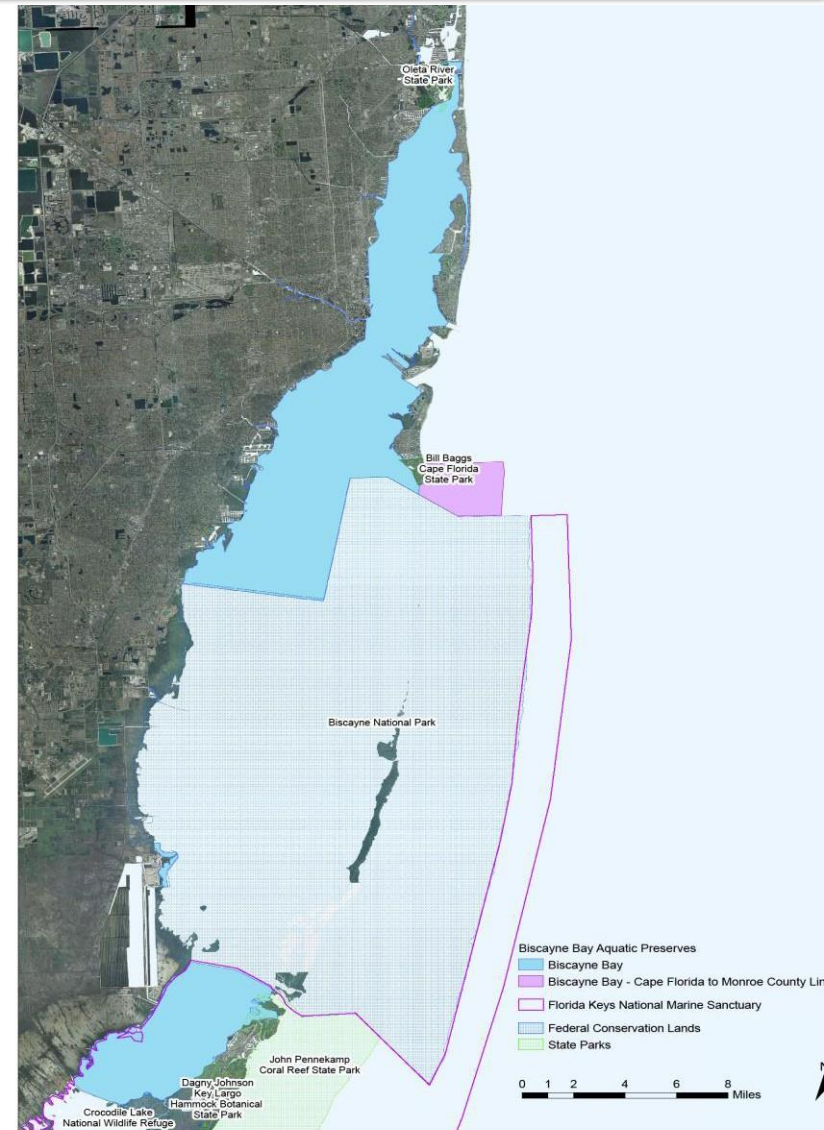 Oleta River
State Park
Bill Baggs
Cape Florida
State Park
Biscayne National Park
Biscayne Bay Aquatic Preserves
Biscayne Bay
Biscayne Bay - Cape Florida to Monroe County Lin
Florida Keys National Marine Sanctuary
Federal Conservation Lands
State Parks
John Pennekamp
Coral Reef State Park
Dagny Johnson
Key Largo
Hammock Botanical
State Park
Crocodile Lake
National Wildlife Refuge
0 1 2 4 6 8
Miles
N